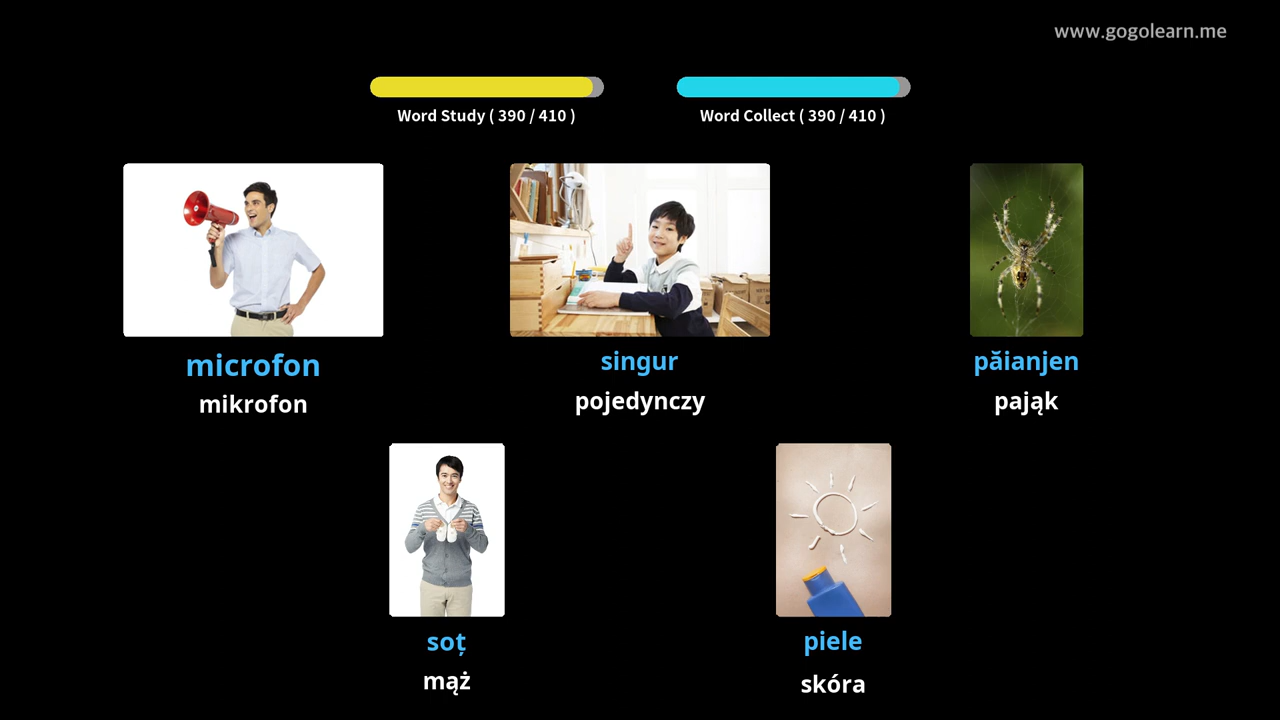 www.gogolearn.me
Word Study ( 390 / 410 )
Word Collect ( 390 / 410 )
microfon
mikrofon
singur
pojedynczy
păianjen
pająk
soț
mąż
piele
skóra